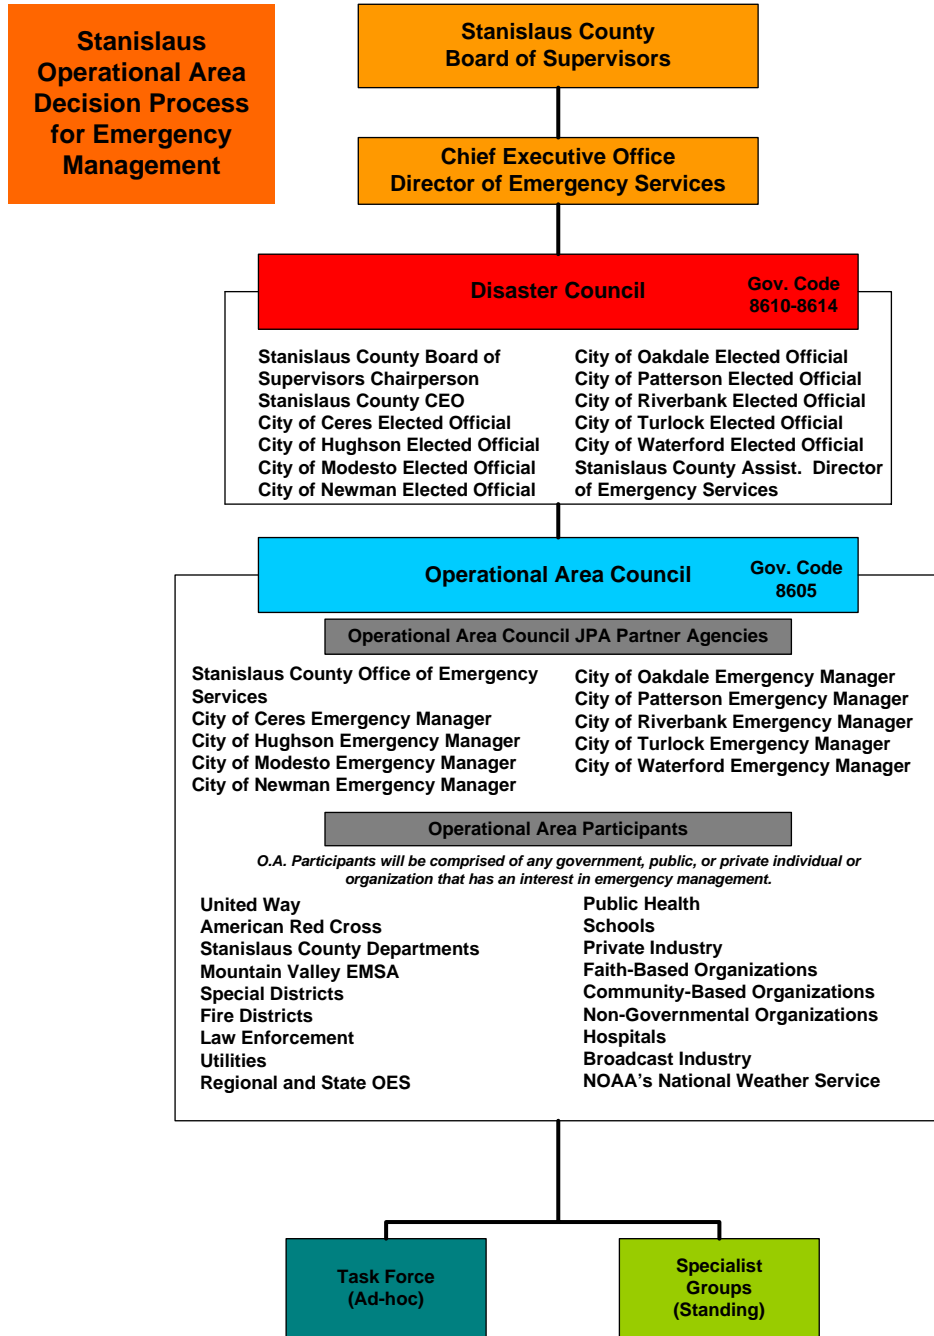 Stanislaus
Operational Area
Decision Process
for Emergency
Management
Stanislaus County
Board of Supervisors
Chief Executive Office
Director of Emergency Services
Disaster Council
Gov. Code
8610-8614
Stanislaus County Board of
Supervisors Chairperson
Stanislaus County CEO
City of Ceres Elected Official
City of Hughson Elected Official
City of Modesto Elected Official
City of Newman Elected Official
City of Oakdale Elected Official
City of Patterson Elected Official
City of Riverbank Elected Official
City of Turlock Elected Official
City of Waterford Elected Official
Stanislaus County Assist. Director
of Emergency Services
Operational Area Council
Gov. Code
8605
Operational Area Council JPA Partner Agencies
Stanislaus County Office of Emergency
Services
City of Ceres Emergency Manager
City of Hughson Emergency Manager
City of Modesto Emergency Manager
City of Newman Emergency Manager
City of Oakdale Emergency Manager
City of Patterson Emergency Manager
City of Riverbank Emergency Manager
City of Turlock Emergency Manager
City of Waterford Emergency Manager
Operational Area Participants
O.A. Participants will be comprised of any government, public, or private individual or
organization that has an interest in emergency management.
United Way
American Red Cross
Stanislaus County Departments
Mountain Valley EMSA
Special Districts
Fire Districts
Law Enforcement
Utilities
Regional and State OES
Public Health
Schools
Private Industry
Faith-Based Organizations
Community-Based Organizations
Non-Governmental Organizations
Hospitals
Broadcast Industry
NOAA's National Weather Service
Task Force
(Ad-hoc)
Specialist
Groups
(Standing)